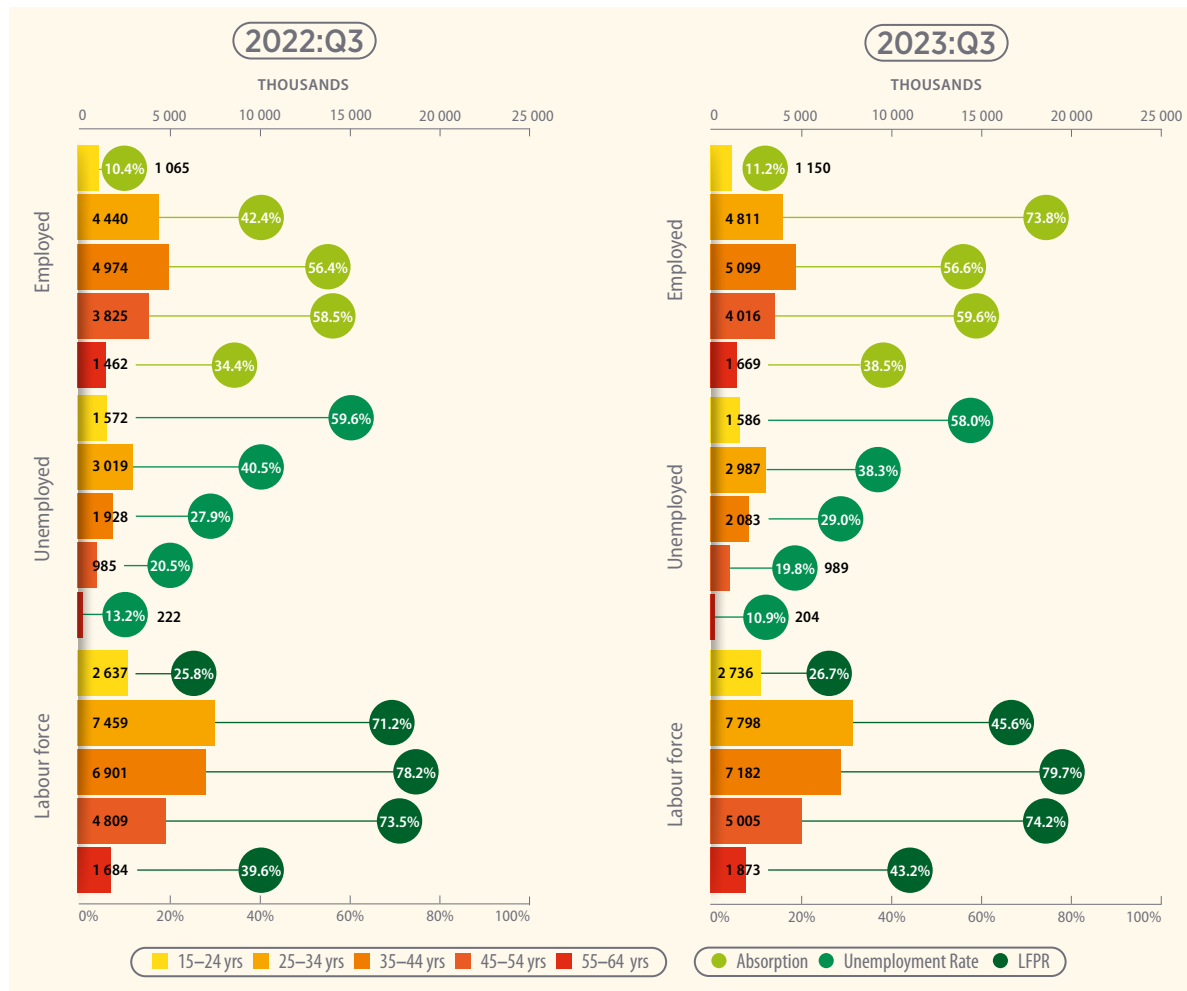 2022:Q3
THOUSANDS
0 5 000 10 000 15 000 20 000 25 000
Employed
10.4% 1 065
4 440 42.4%
4 974 56.4%
3 825 58.5%
1 462 34.4%
Unemployed
1 572 59.6%
3 019 40.5%
1 928 27.9%
985 20.5%
13.2% 222
Labour force
2 637 25.8%
7 459 71.2%
6 901 78.2%
4 809 73.5%
1 684 39.6%
0% 20% 40% 60% 80% 100%
2023:Q3
THOUSANDS
0 5 000 10 000 15 000 20 000 25 000
Employed
11.2% 1 150
4 811 73.8%
5 099 56.6%
4 016 59.6%
1 669 38.5%
Unemployed
1 586 58.0%
2 987 38.3%
2 083 29.0%
19.8% 989
10.9% 204
Labour force
2 736 26.7%
7 798 45.6%
7 182 79.7%
5 005 74.2%
1 873 43.2%
0% 20% 40% 60% 80% 100%
15–24 yrs 25–34 yrs 35–44 yrs 45–54 yrs 55–64 yrs
Absorption Unemployment Rate LFPR